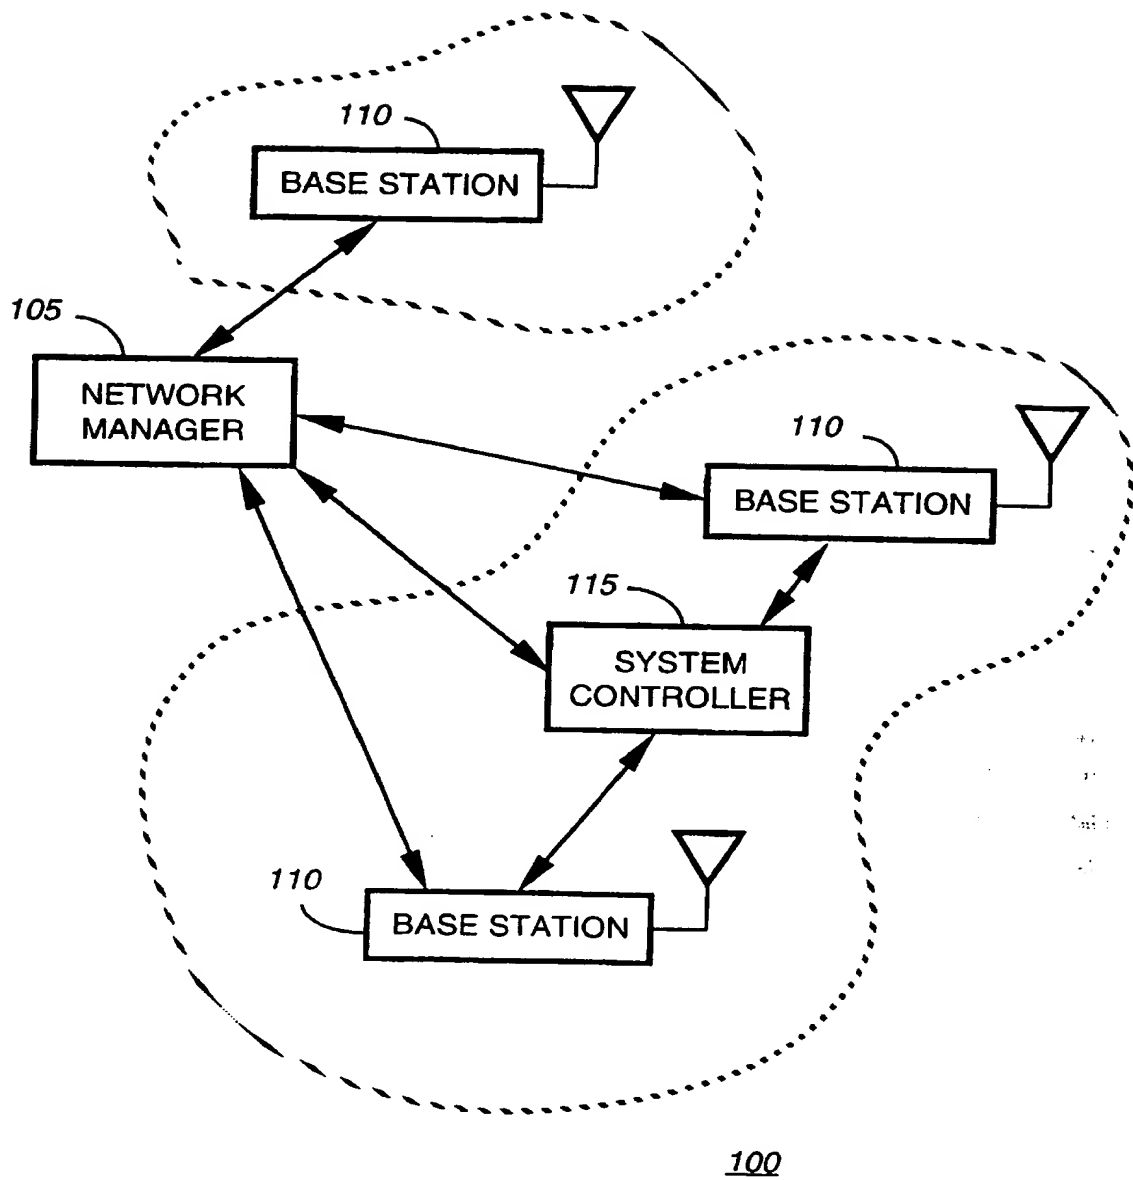 110
BASE STATION
105
NETWORK
MANAGER
110
BASE STATION
115
SYSTEM
CONTROLLER
110
BASE STATION
100